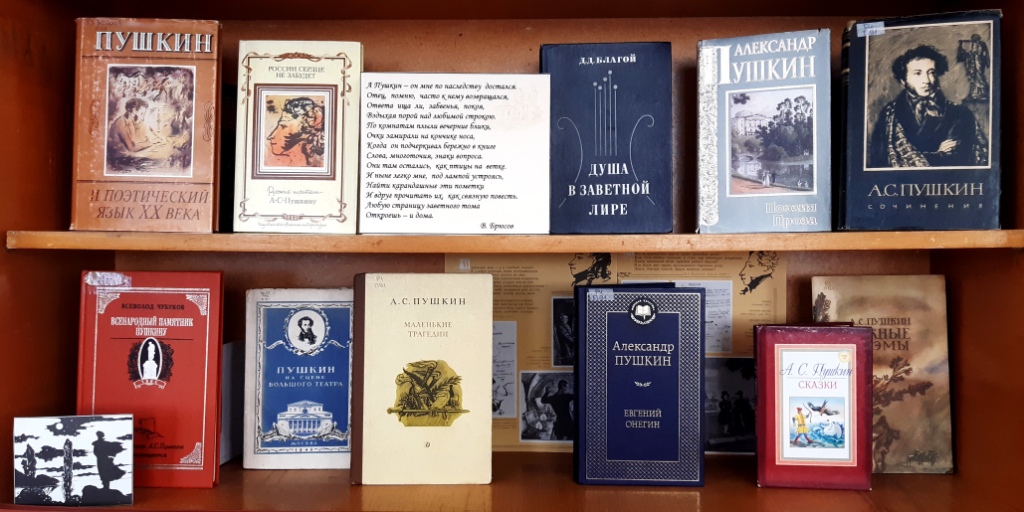 ПУШКИН
И ПОЭТИЧЕСКИЙ
ЯЗЫК XX ВЕКА
РОССИИ СЕРДЦЕ
НЕ ЗАБУДЕТ
А.С. Пушкине
А Пушкин – он мне по наследству достался.
Отец, помню, часто к нему возвращался,
Ответа ища ли, забвенья, покоя,
Вздыхая порой над любимой строкою.
По комнатам плыли вечерние блики,
Очки замирали на кончике носа,
Когда он подчеркивал бережно в книге
Слова, многоточия, знаки вопроса.
Они там остались, как птицы на ветке.
И ныне легко мне, под лампой устроясь,
Найти карандашные эти пометки
И вдруг прочитать их, как связную повесть.
Любую страницу заветного тома
Откроешь – и дома.
В. Брюсов
Д.Д. БЛАГОЙ
ДУША
В ЗАВЕТНОЙ
ЛИРЕ
АЛЕКСАНДР
ПУШКИН
А.С. ПУШКИН
СОЧИНЕНИЯ
ВСЕВОЛОД ЧУБУКОВ
ВСЕНАРОДНЫЙ ПАМЯТНИК
ПУШКИНУ
ПУШКИН
НА СЦЕНЕ
БОЛЬШОГО ТЕАТРА
МОСКВА
А.С. ПУШКИН
МАЛЕНЬКИЕ
ТРАГЕДИИ
Александр
ПУШКИН
ЕВГЕНИЙ
ОНЕГИН
А. С. Пушкин
СКАЗКИ
А.С. ПУШКИН